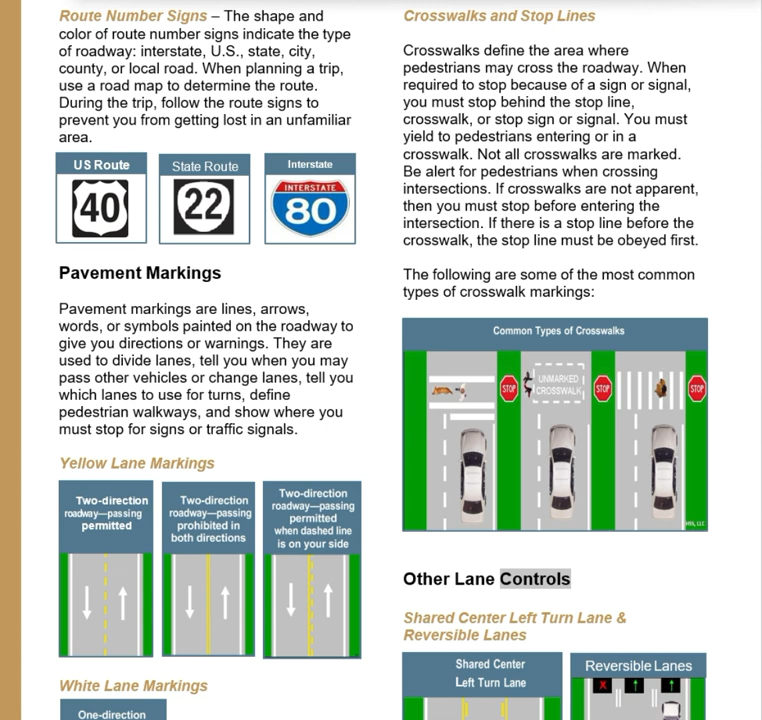 Route Number Signs – The shape and
color of route number signs indicate the type
of roadway: interstate, U.S., state, city,
county, or local road. When planning a trip,
use a road map to determine the route.
During the trip, follow the route signs to
prevent you from getting lost in an unfamiliar
area.
US Route
State Route
Interstate
40
22
INTERSTATE
80
Pavement Markings
Pavement markings are lines, arrows,
words, or symbols painted on the roadway to
give you directions or warnings. They are
used to divide lanes, tell you when you may
pass other vehicles or change lanes, tell you
which lanes to use for turns, define
pedestrian walkways, and show where you
must stop for signs or traffic signals.
Yellow Lane Markings
Two-direction
roadway—passing
permitted
Two-direction
roadway—passing
prohibited in
both directions
Two-direction
roadway—passing
permitted
when dashed line
is on your side
White Lane Markings
One-direction
Crosswalks and Stop Lines
Crosswalks define the area where
pedestrians may cross the roadway. When
required to stop because of a sign or signal,
you must stop behind the stop line,
crosswalk, or stop sign or signal. You must
yield to pedestrians entering or in a
crosswalk. Not all crosswalks are marked.
Be alert for pedestrians when crossing
intersections. If crosswalks are not apparent,
then you must stop before entering the
intersection. If there is a stop line before the
crosswalk, the stop line must be obeyed first.
The following are some of the most common
types of crosswalk markings:
Common Types of Crosswalks
STOP
UNMARKED
CROSSWALK
STOP
STOP
Other Lane Controls
Shared Center Left Turn Lane &
Reversible Lanes
Shared Center
Left Turn Lane
Reversible Lanes
X